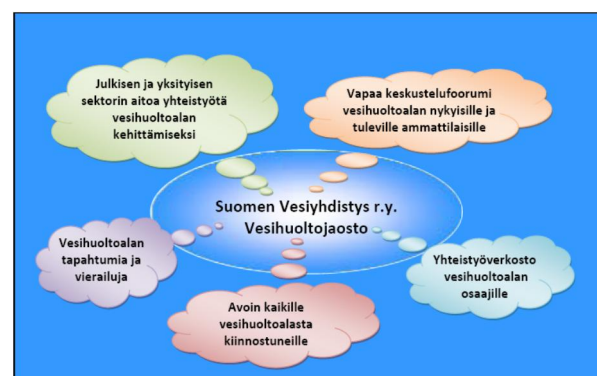 Julkisen ja yksityisen
sektorin aitoa yhteistyötä
vesihuoltoalan
kehittämiseksi
Vapaa keskustelufoorumi
vesihuoltoalan nykyisille ja
tuleville ammattilaisille
Suomen Vesiyhdistys r.y.
Vesihuoltojaosto
Vesihuoltoalan
tapahtumia ja
vierailuja
Yhteistyöverkosto
vesihuoltoalan
osaajille
Avoin kaikille
vesihuoltoalasta
kiinnostuneille